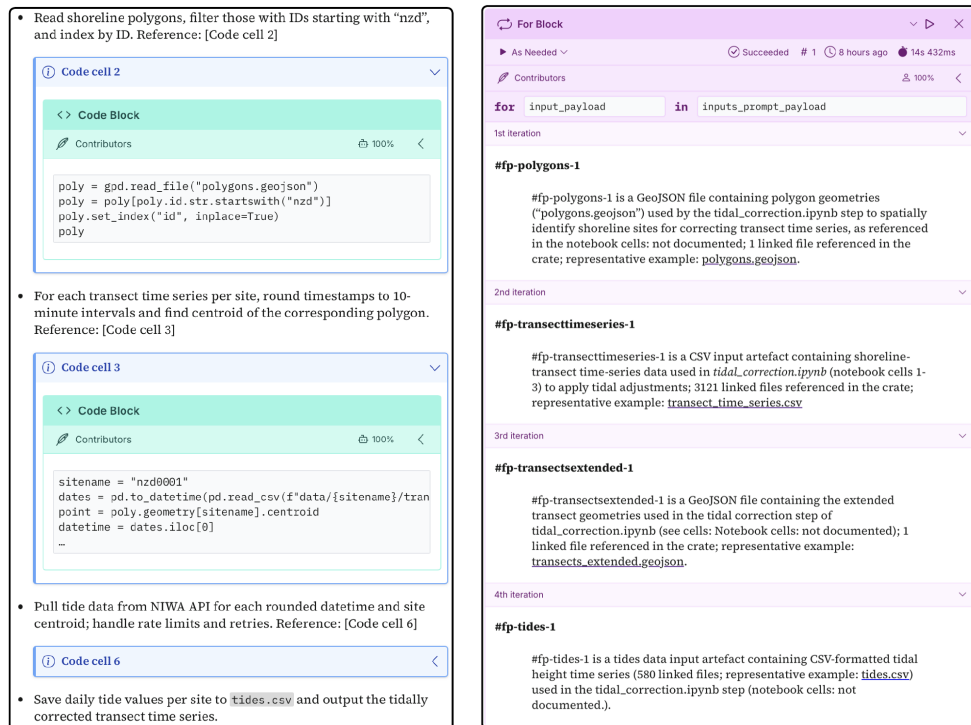 • Read shoreline polygons, filter those with IDs starting with “nzd”,
and index by ID. Reference: [Code cell 2]
Code cell 2
Code Block
Contributors
100%
poly = gpd.read_file("polygons.geojson")
poly = poly[poly.id.str.startswith("nzd")]
poly.set_index("id", inplace=True)
poly
• For each transect time series per site, round timestamps to 10-
minute intervals and find centroid of the corresponding polygon.
Reference: [Code cell 3]
Code cell 3
Code Block
Contributors
100%
sitename = "nzd0001"
dates = pd.to_datetime(pd.read_csv(f"data/{sitename}/tran
point = poly.geometry[sitename].centroid
datetime = dates.iloc[0]
…
• Pull tide data from NIWA API for each rounded datetime and site
centroid; handle rate limits and retries. Reference: [Code cell 6]
Code cell 6
• Save daily tide values per site to tides.csv and output the tidally
corrected transect time series.
For Block
As Needed
Succeeded # 1 8 hours ago 14s 432ms
Contributors
100%
for input_payload in inputs_prompt_payload
1st iteration
#fp-polygons-1
#fp-polygons-1 is a GeoJSON file containing polygon geometries
(“polygons.geojson”) used by the tidal_correction.ipynb step to spatially
identify shoreline sites for correcting transect time series, as referenced
in the notebook cells: not documented; 1 linked file referenced in the
crate; representative example: polygons.geojson.
2nd iteration
#fp-transecttimeseries-1
#fp-transecttimeseries-1 is a CSV input artefact containing shoreline-
transect time-series data used in tidal_correction.ipynb (notebook cells 1-
3) to apply tidal adjustments; 3121 linked files referenced in the crate;
representative example: transect_time_series.csv
3rd iteration
#fp-transectsextended-1
#fp-transectsextended-1 is a GeoJSON file containing the extended
transect geometries used in the tidal correction step of
tidal_correction.ipynb (see cells: Notebook cells: not documented); 1
linked file referenced in the crate; representative example:
transects_extended.geojson.
4th iteration
#fp-tides-1
#fp-tides-1 is a tides data input artefact containing CSV-formatted tidal
height time series (580 linked files; representative example: tides.csv)
used in the tidal_correction.ipynb step (notebook cells: not
documented.).